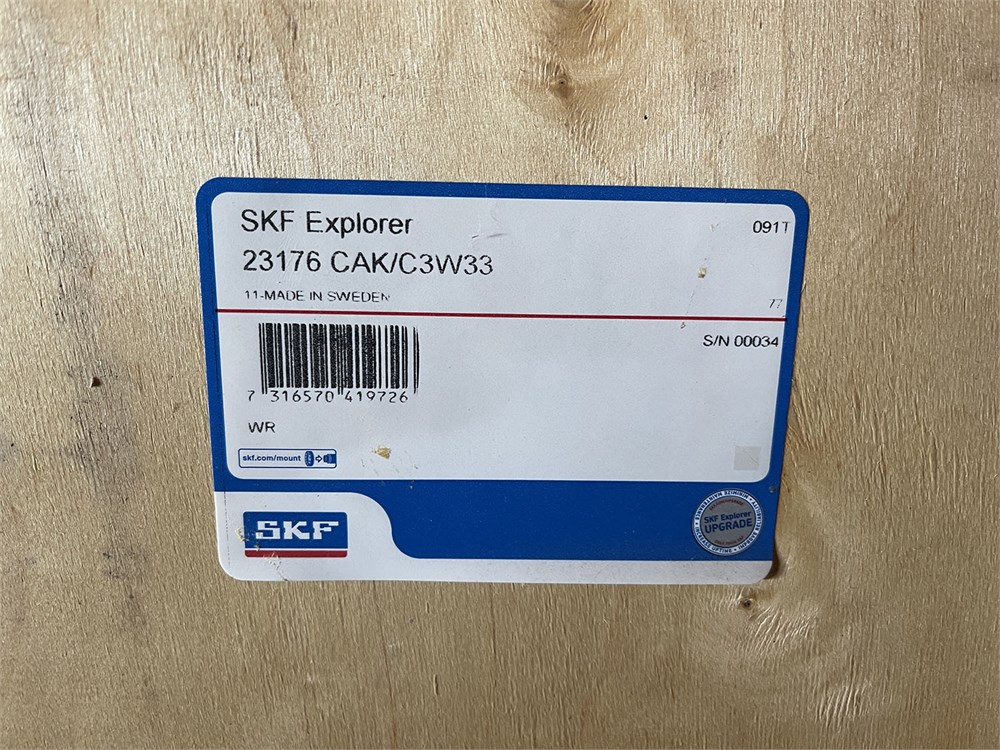 SKF Explorer
091T
23176 CAK/C3W33
11-MADE IN SWEDEN
77
S/N 00034
7 316570 419726
WR
skf.com/mount
SKF
SKF Explorer
UPGRADE